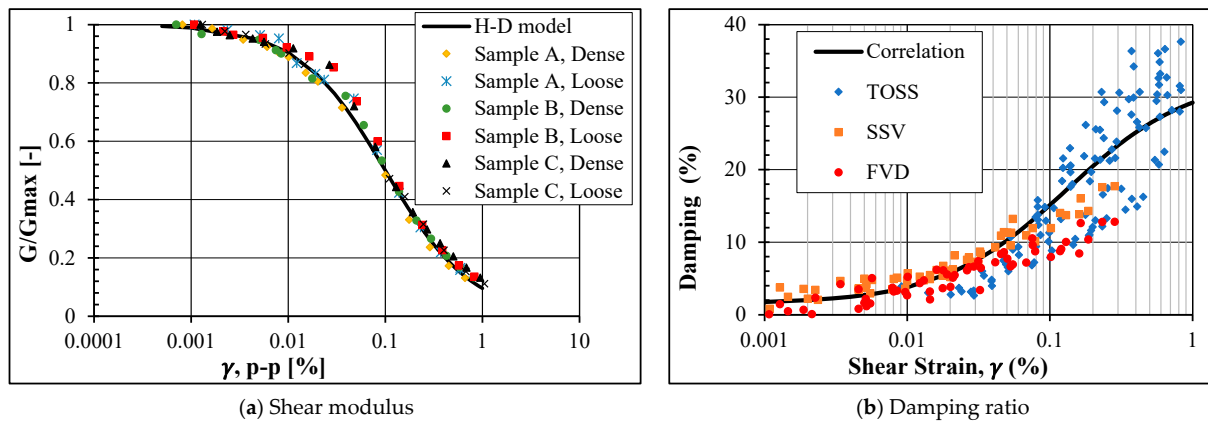 1
0.8
0.6
0.4
0.2
0
G/Gmax [-]
0.0001 0.001 0.01 0.1 1 10
γ, p-p [%]
H-D model
Sample A, Dense
Sample A, Loose
Sample B, Dense
Sample B, Loose
Sample C, Dense
Sample C, Loose
(a) Shear modulus
40
30
20
10
0
Damping (%)
0.001 0.01 0.1 1
Shear Strain, γ (%)
Correlation
TOSS
SSV
FVD
(b) Damping ratio